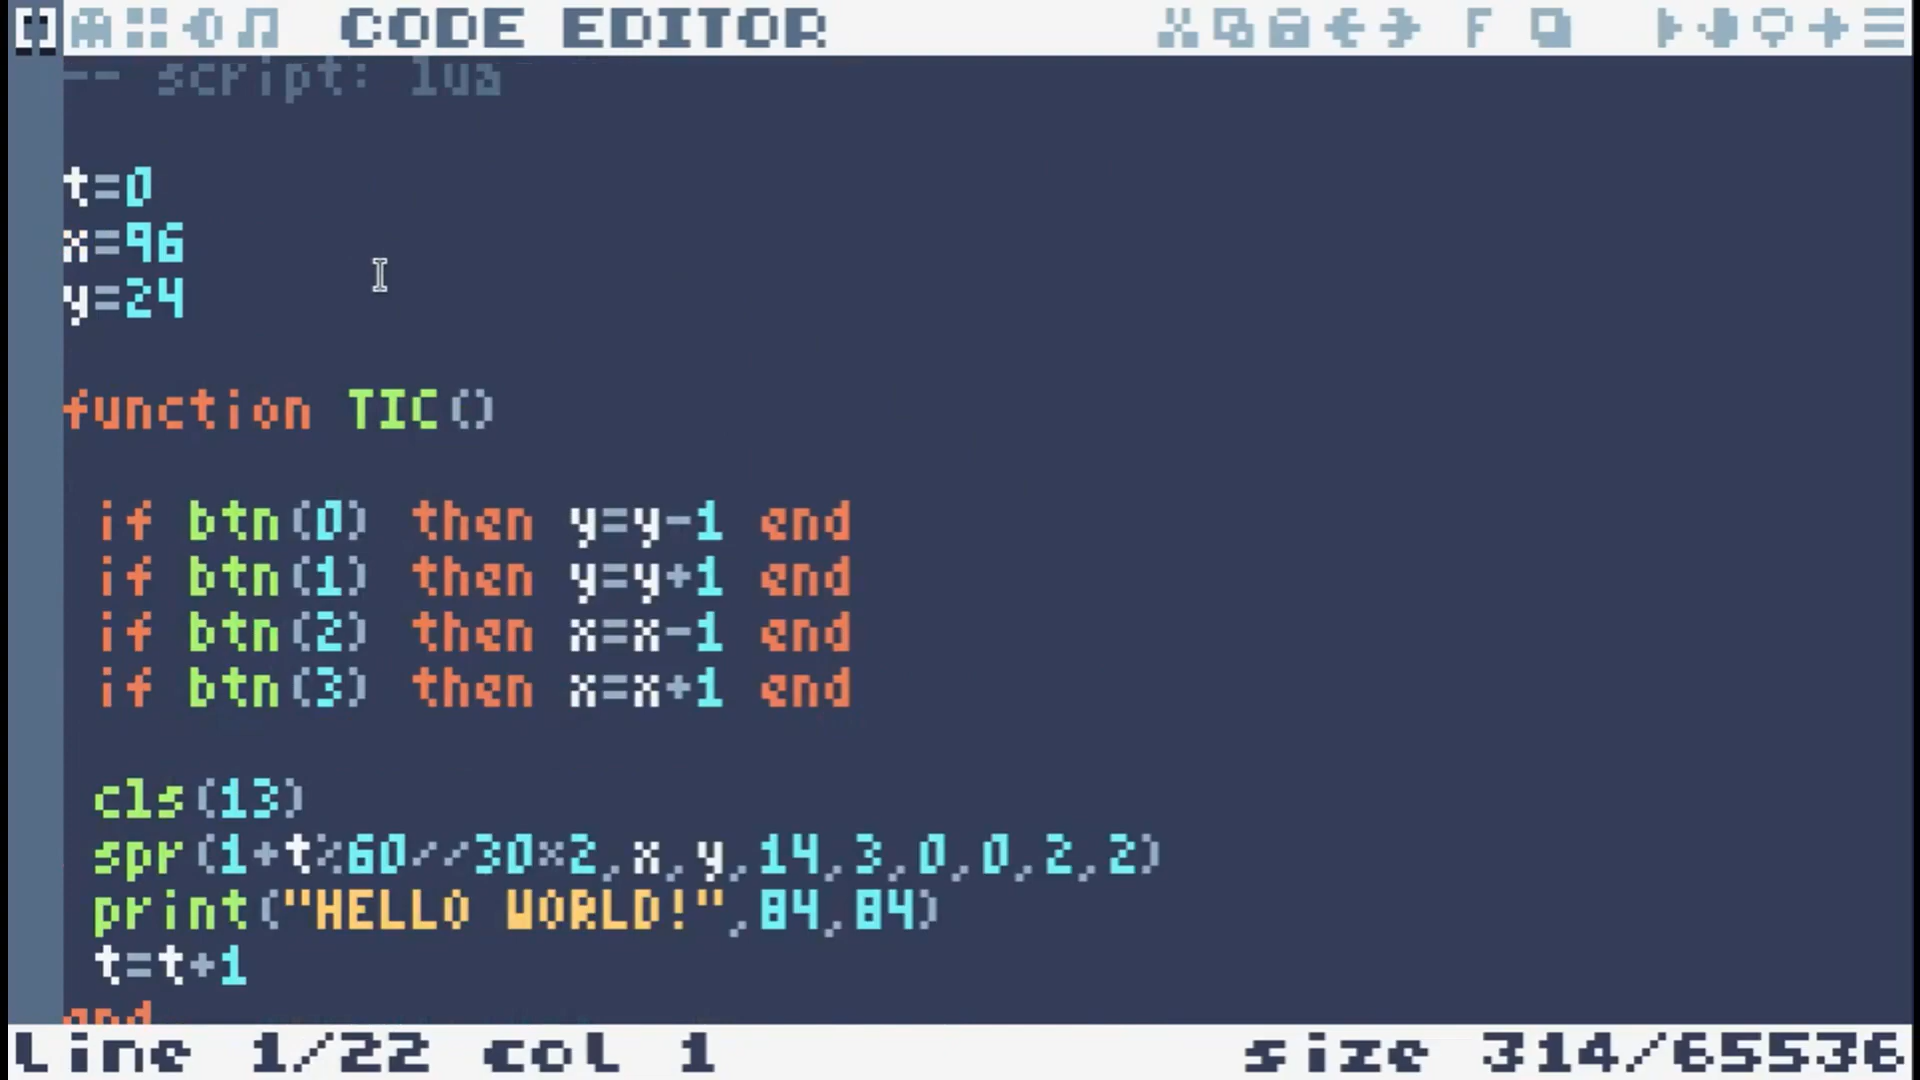 CODE EDITOR
F
-- script: lua
t=0
x=96
y=24
function TIC()
if btn(0) then y=y-1 end
if btn(1) then y=y+1 end
if btn(2) then x=x-1 end
if btn(3) then x=x+1 end
cls(13)
spr(1+t%60//30*2,x,y,14,3,0,0,2,2)
print("HELLO WORLD!",84,84)
t=t+1
end
line 1/22 col 1
size 314/65536